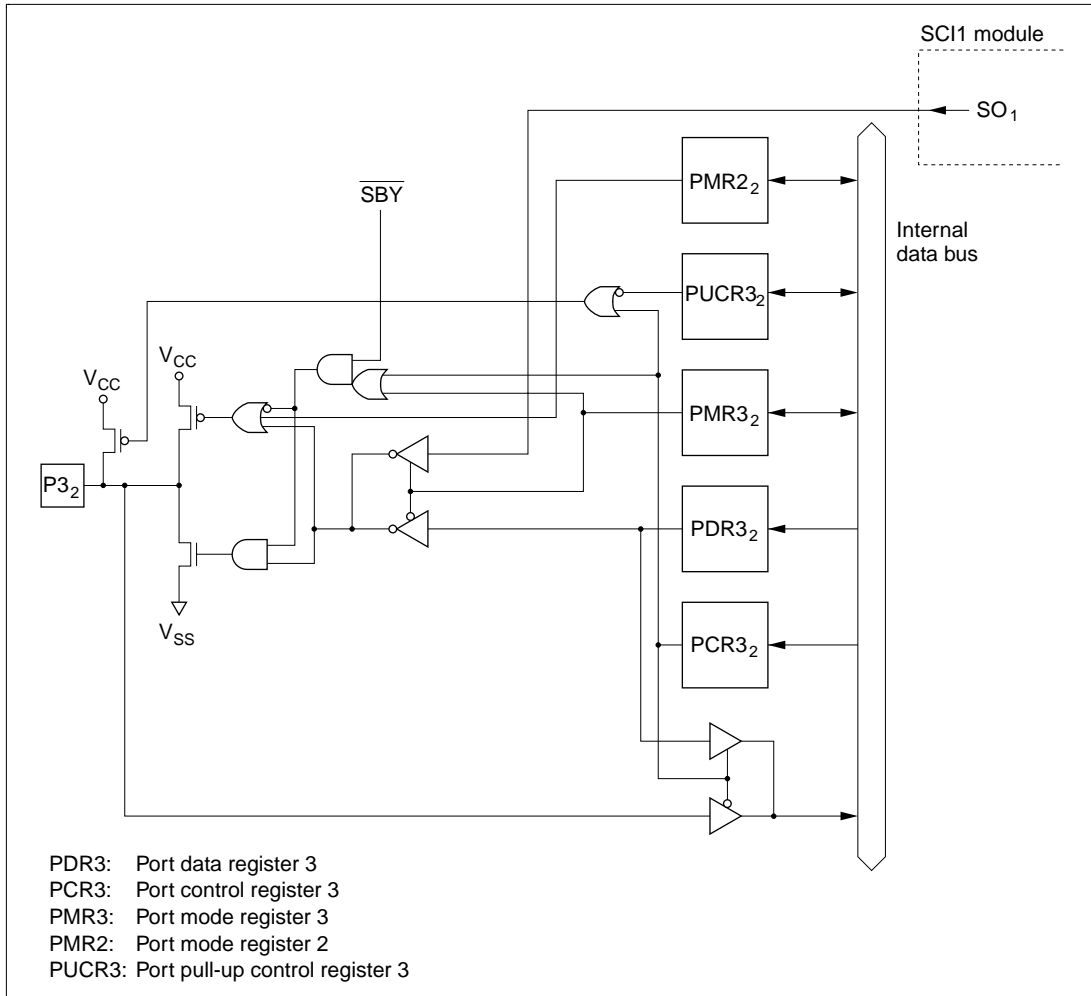 SCI1 module
SO1
PMR22
SBY
Internal
data bus
PUCR32
VCC
VCC
PMR32
P32
PDR32
VSS
PCR32
PDR3: Port data register 3
PCR3: Port control register 3
PMR3: Port mode register 3
PMR2: Port mode register 2
PUCR3: Port pull-up control register 3